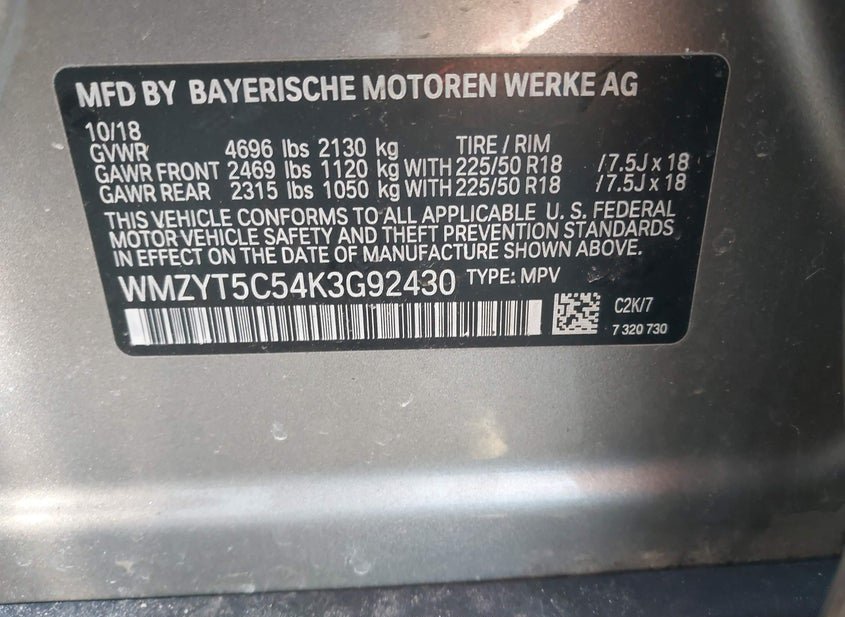 MFD BY BAYERISCHE MOTOREN WERKE AG
10/18
GVWR 4696 lbs 2130 kg TIRE / RIM
GAWR FRONT 2469 lbs 1120 kg WITH 225/50 R18 /7.5J x 18
GAWR REAR 2315 lbs 1050 kg WITH 225/50 R18 /7.5J x 18
THIS VEHICLE CONFORMS TO ALL APPLICABLE U. S. FEDERAL
MOTOR VEHICLE SAFETY AND THEFT PREVENTION STANDARDS
IN EFFECT ON THE DATE OF MANUFACTURE SHOWN ABOVE.
WMZYT5C54K3G92430 TYPE: MPV
C2K/7
7 320 730